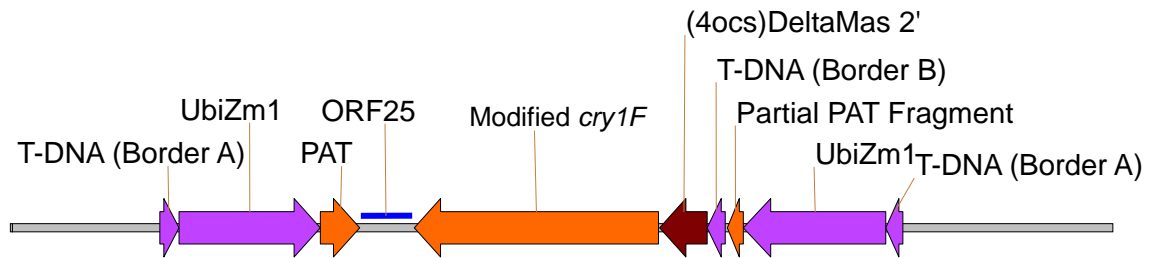 (4ocs)DeltaMas 2'
T-DNA (Border B)
UbiZm1
ORF25
Modified cry1F
Partial PAT Fragment
T-DNA (Border A)
PAT
UbiZm1
T-DNA (Border A)